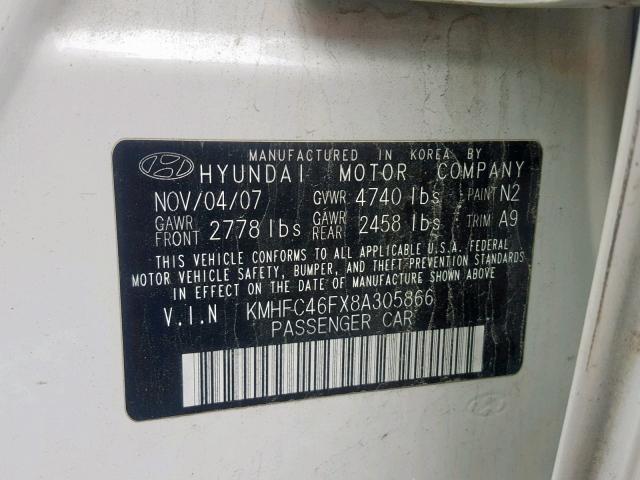 MANUFACTURED IN KOREA BY
HYUNDAI MOTOR COMPANY
NOV/04/07 GVWR 4740 lbs PAINT N2
GAWR FRONT 2778 lbs GAWR REAR 2458 lbs TRIM A9
THIS VEHICLE CONFORMS TO ALL APPLICABLE U.S.A. FEDERAL
MOTOR VEHICLE SAFETY, BUMPER, AND THEFT PREVENTION STANDARDS
IN EFFECT ON THE DATE OF MANUFACTURE SHOWN ABOVE
V.I.N KMHFC46FX8A305866
PASSENGER CAR